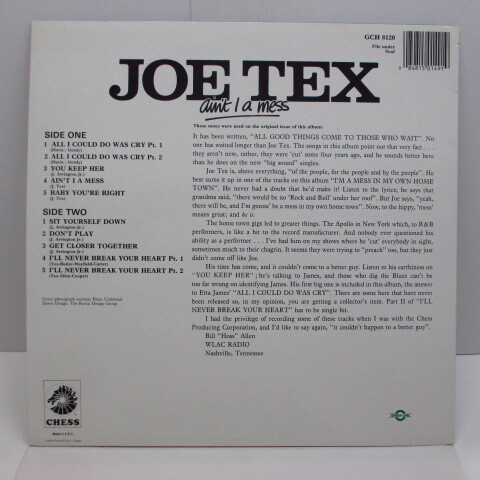 GCH 8120
File under
Soul
JOE TEX
ain't I a mess
These notes were used on the original issue of this album:
SIDE ONE
1 ALL I COULD DO WAS CRY Pt. 1
(Davis / Gordy)
2 ALL I COULD DO WAS CRY Pt. 2
(Davis / Gordy)
3 YOU KEEP HER
(J. Arrington Jr.)
4 AIN'T I A MESS
(J. Tex)
5 BABY YOU'RE RIGHT
(J. Tex)
SIDE TWO
1 SIT YOURSELF DOWN
(J. Arrington Jr.)
2 DON'T PLAY
(J. Arrington Jr.)
3 GET CLOSER TOGETHER
(J. Arrington Jr.)
4 I'LL NEVER BREAK YOUR HEART Pt. 1
5 I'LL NEVER BREAK YOUR HEART Pt. 2
It has been written, "ALL GOOD THINGS COME TO THOSE WHO WAIT". No
one has waited longer than Joe Tex. The songs in this album point out that very fact . . .
they aren't new, rather, they were 'cut' some four years ago, and he sounds better here
than he does on the new "big sound" singles.
Joe Tex is, above everything, "of the people, for the people and by the people". He
best sums it up in one of the tracks on this album "I'M A MESS IN MY OWN HOME
TOWN". He never had a doubt that he'd make it! Listen to the lyrics; he says that
grandma said, "there would be no 'Rock and Roll' under her roof". But Joe says, "yeah,
there will be, and I'm gonna' be a mess in my own home town". Now, to the hippy, 'mess'
means great; and he is.
The home town gig led to greater things. The Apollo in New York which, to R&B
performers, is like a hit to the record manufacturer. And nobody ever questioned his
ability as a performer . . . I've had him on my shows where he 'cut' everybody in sight,
sometimes much to their chagrin. It seems they were trying to "preach" too, but they just
didn't come off like Joe.
His time has come, and it couldn't come to a better guy. Listen to his earthiness on
"YOU KEEP HER"; he's talking to James, and those who dig the Blues can't be
too far wrong on identifying James. His first big one is included in this album, the answer
to Etta James' "ALL I COULD DO WAS CRY". There are some here that have never
been released so, in my opinion, you are getting a collector's item. Part II of "I'LL
NEVER BREAK YOUR HEART" has to be single hit.
I had the privilege of recording some of these tracks when I was with the Chess
Producing Corporation, and I'd like to say again, "it couldn't happen to a better guy".
Bill "Hoss" Allen
WLAC RADIO
Nashville, Tennessee
CHESS